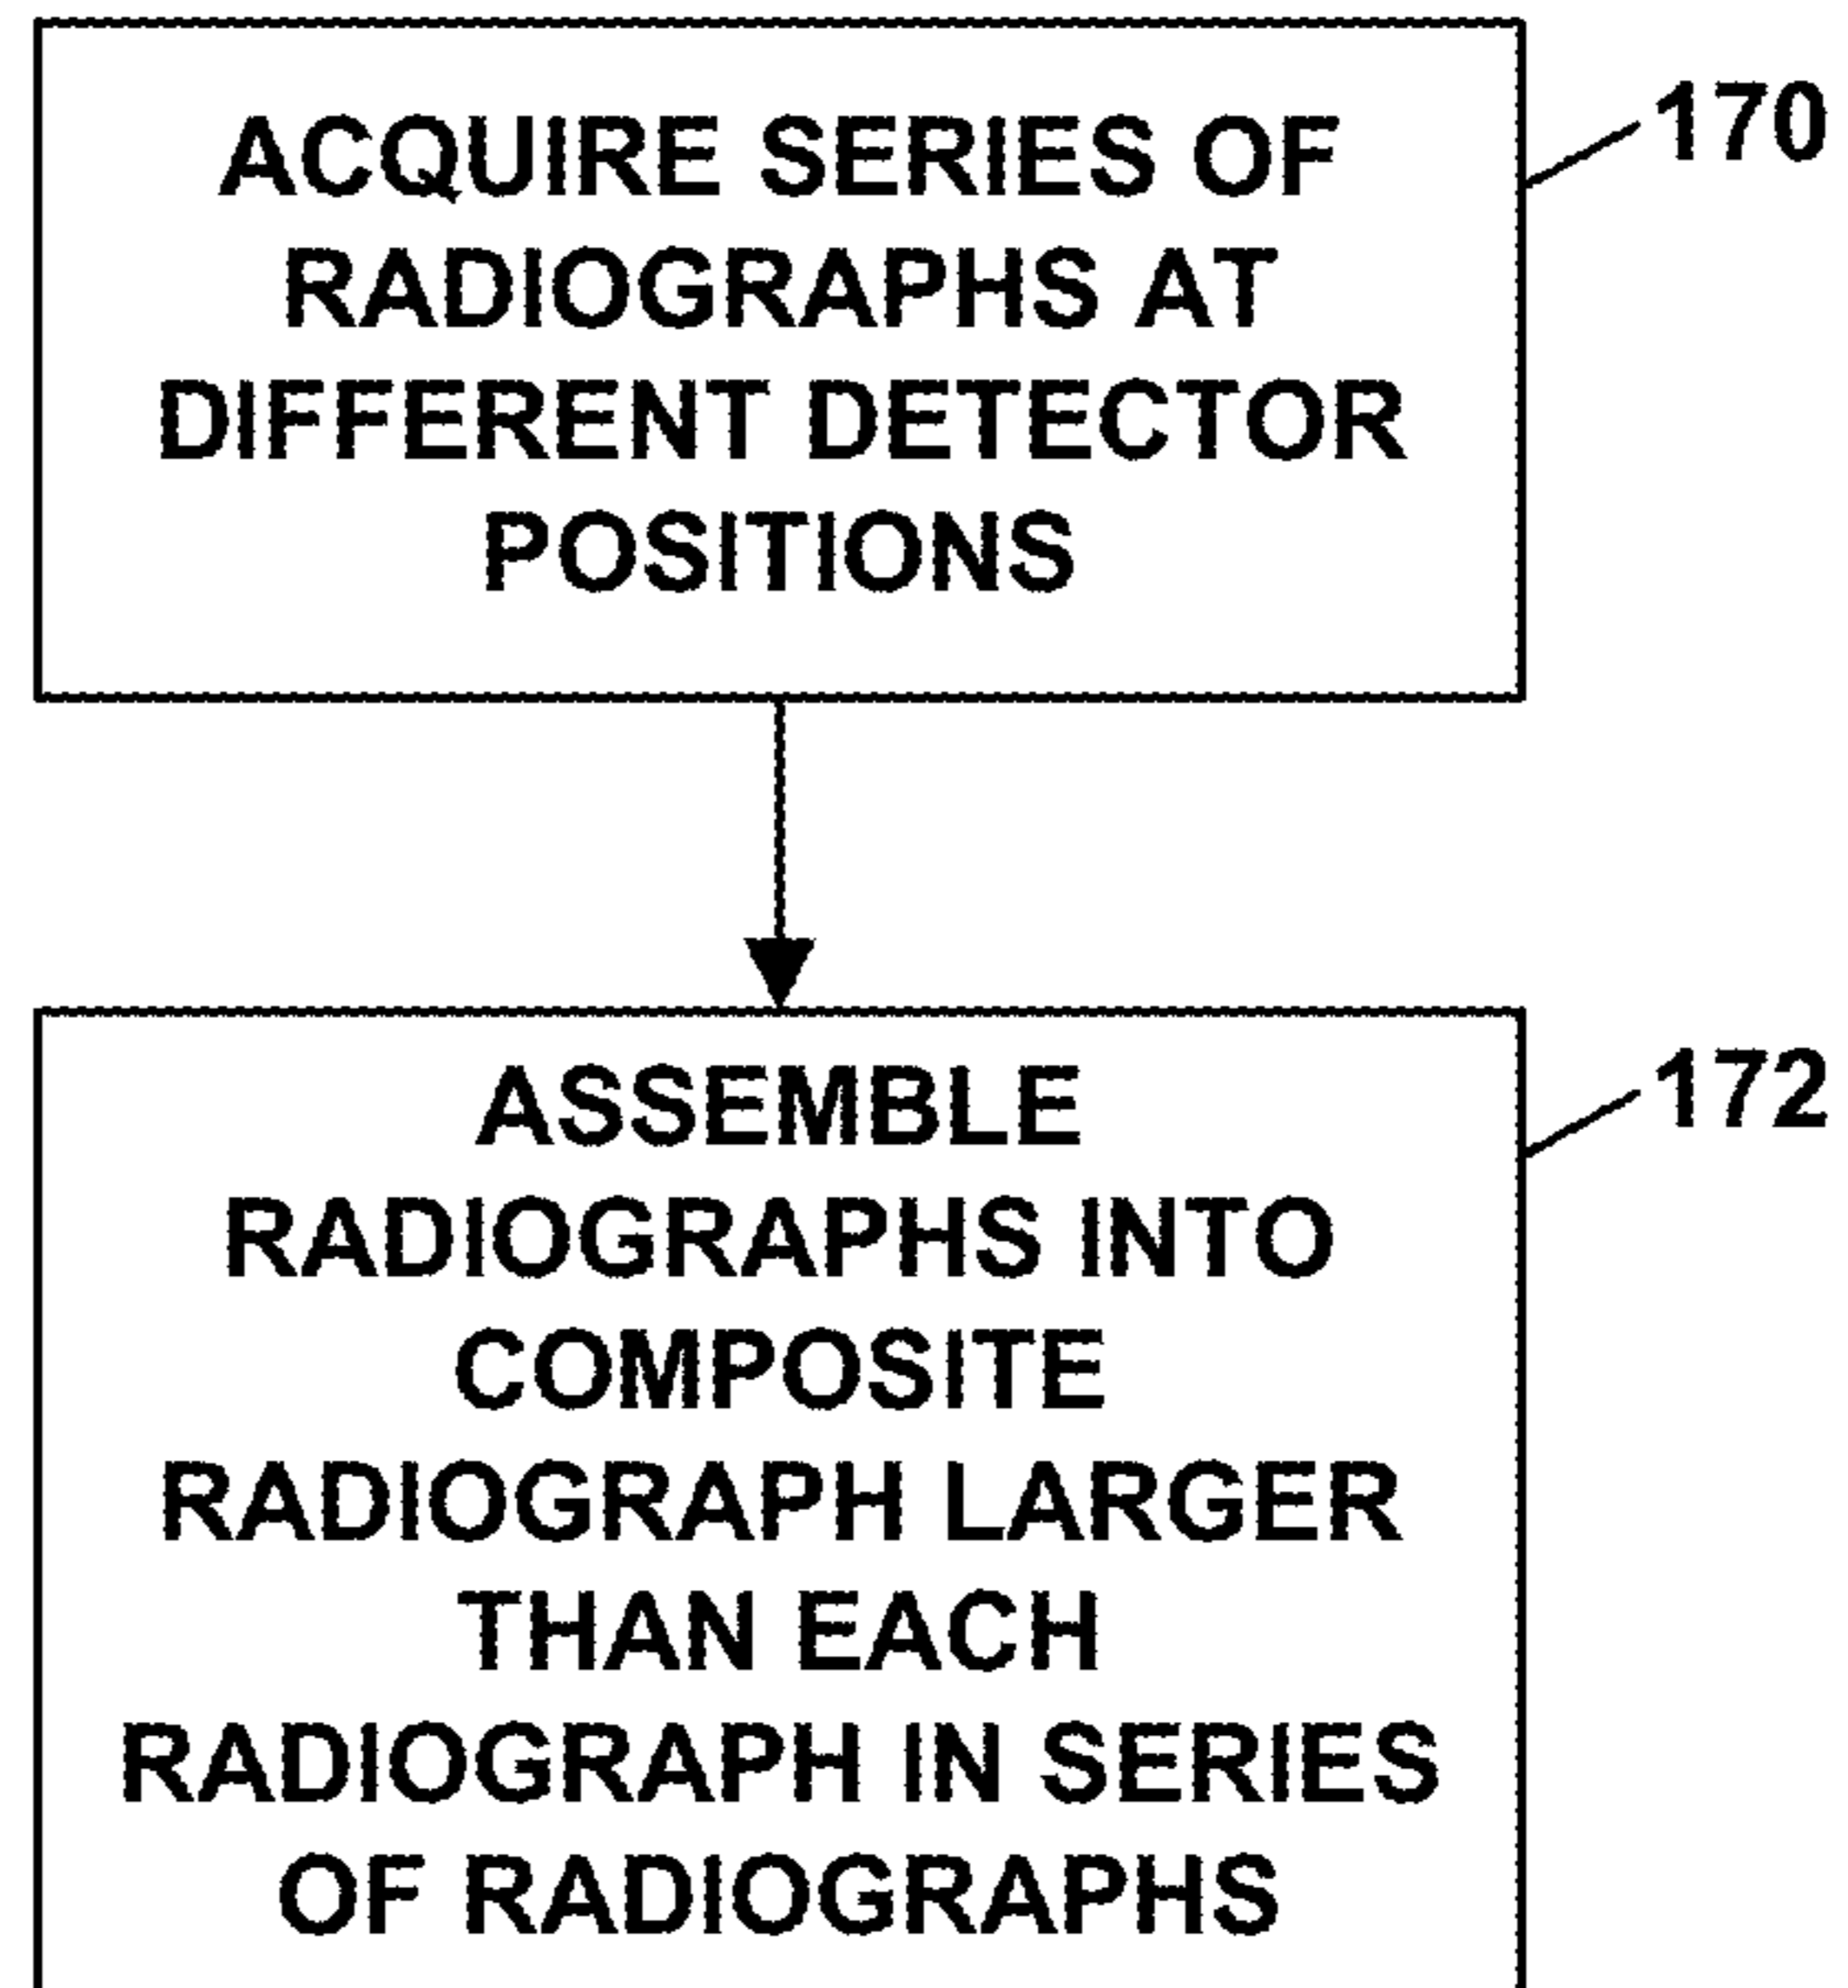 ACQUIRE SERIES OF
RADIOGRAPHS AT
DIFFERENT DETECTOR
POSITIONS
170
ASSEMBLE
RADIOGRAPHS INTO
COMPOSITE
RADIOGRAPH LARGER
THAN EACH
RADIOGRAPH IN SERIES
OF RADIOGRAPHS
172